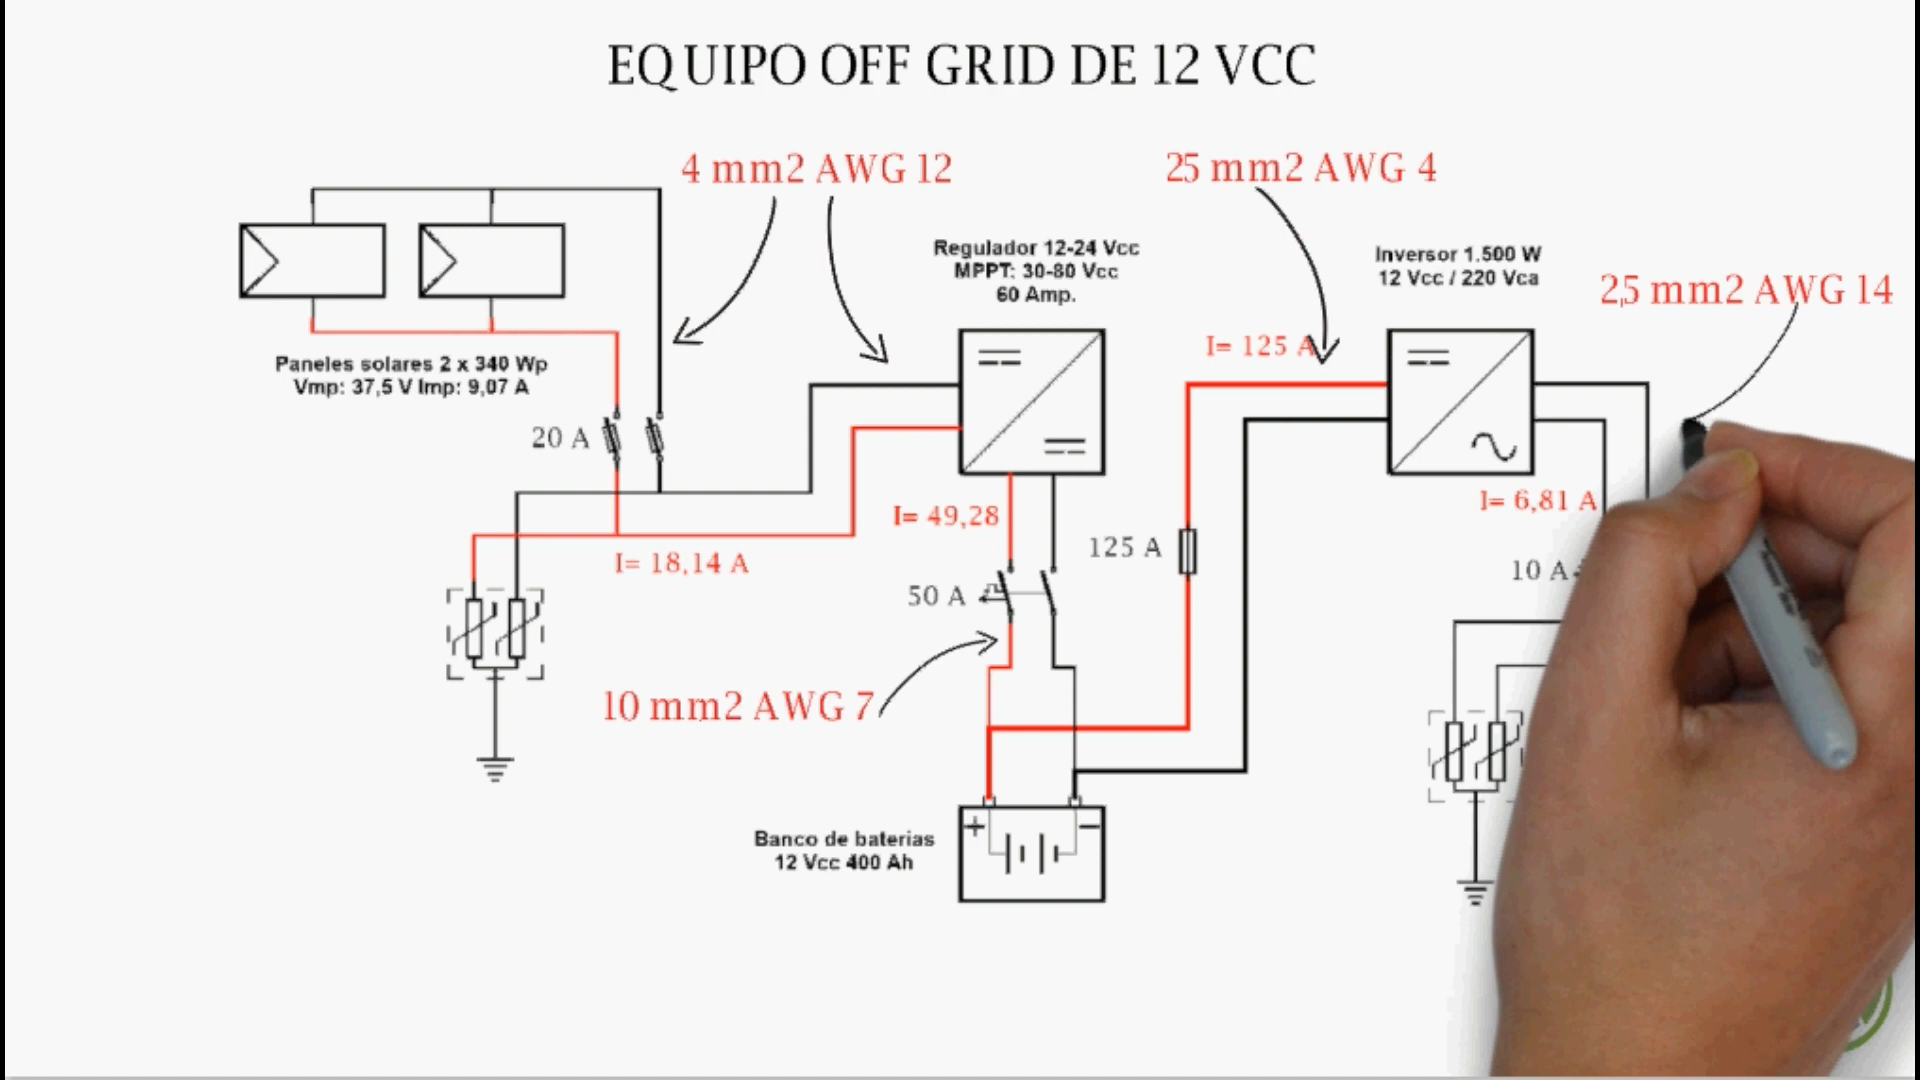 EQUIPO OFF GRID DE 12 VCC
4 mm2 AWG 12
25 mm2 AWG 4
Regulador 12-24 Vcc
MPPT: 30-80 Vcc
60 Amp.
Inversor 1.500 W
12 Vcc / 220 Vca
2,5 mm2 AWG 14
I= 125 A
Paneles solares 2 x 340 Wp
Vmp: 37,5 V Imp: 9,07 A
20 A
I= 49,28
I= 6,81 A
125 A
I= 18,14 A
10 A
50 A
10 mm2 AWG 7
Banco de baterias
12 Vcc 400 Ah